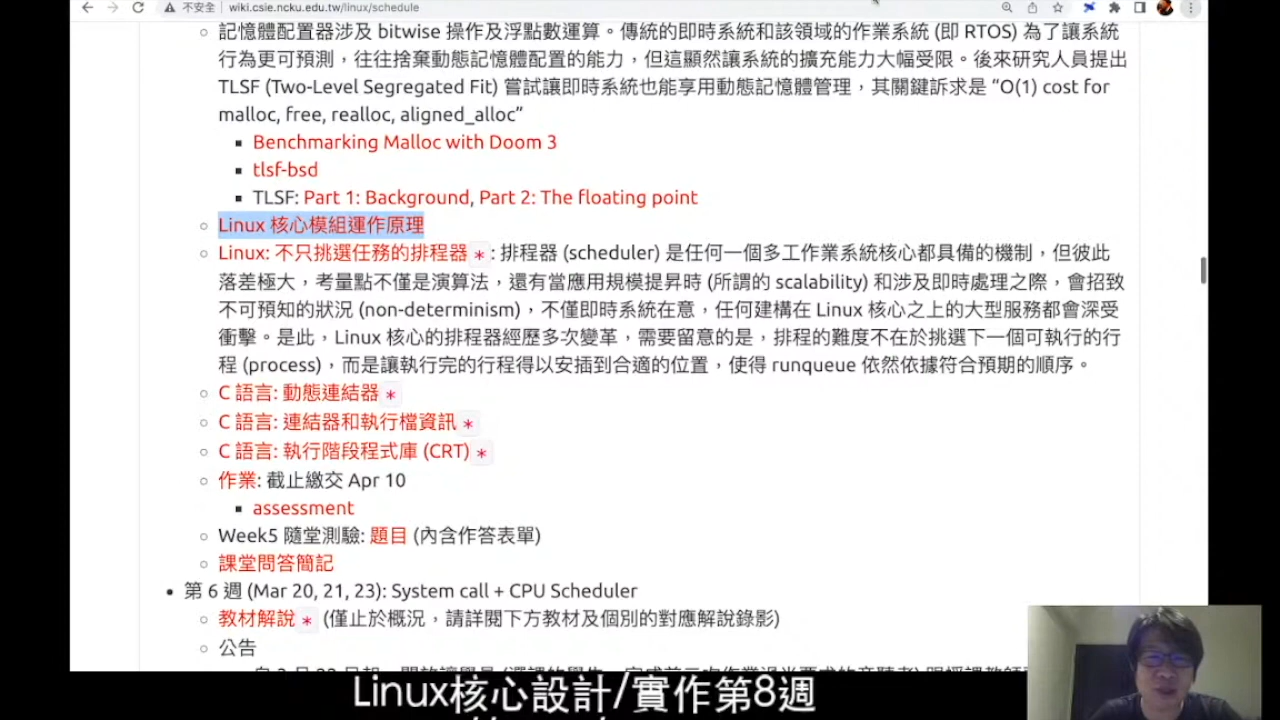 不安全 wiki.csie.ncku.edu.tw/linux/schedule
記憶體配置器涉及 bitwise 操作及浮點數運算。傳統的即時系統和該領域的作業系統 (即 RTOS) 為了讓系統
行為更可預測，往往捨棄動態記憶體配置的能力，但這顯然讓系統的擴充能力大幅受限。後來研究人員提出
TLSF (Two-Level Segregated Fit) 嘗試讓即時系統也能享用動態記憶體管理，其關鍵訴求是 “O(1) cost for
malloc, free, realloc, aligned_alloc”
Benchmarking Malloc with Doom 3
tlsf-bsd
TLSF: Part 1: Background, Part 2: The floating point
Linux 核心模組運作原理
Linux: 不只挑選任務的排程器 *: 排程器 (scheduler) 是任何一個多工作業系統核心都具備的機制，但彼此
落差極大，考量點不僅是演算法，還有當應用規模提昇時 (所謂的 scalability) 和涉及即時處理之際，會招致
不可預知的狀況 (non-determinism)，不僅即時系統在意，任何建構在 Linux 核心之上的大型服務都會深受
衝擊。是此，Linux 核心的排程器經歷多次變革，需要留意的是，排程的難度不在於挑選下一個可執行的行
程 (process)，而是讓執行完的行程得以安插到合適的位置，使得 runqueue 依然依據符合預期的順序。
C 語言: 動態連結器 *
C 語言: 連結器和執行檔資訊 *
C 語言: 執行階段程式庫 (CRT) *
作業: 截止繳交 Apr 10
assessment
Week5 隨堂測驗: 題目 (內含作答表單)
課堂問答簡記
第 6 週 (Mar 20, 21, 23): System call + CPU Scheduler
教材解說 * (僅止於概況，請詳閱下方教材及個別的對應解說錄影)
公告
Linux核心設計/實作第8週